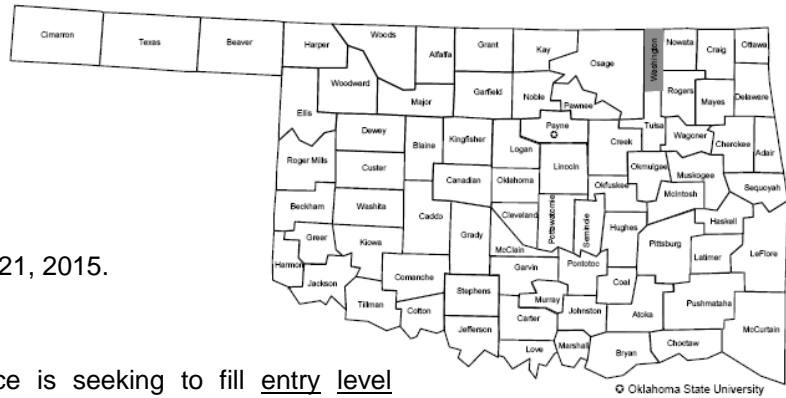 Cimarron Texas Beaver Harper Woods Alfalfa Grant Kay Osage Washington Nowata Craig Ottawa
Woodward Major Garfield Noble Pawnee Rogers Mayes Delaware
Ellis Dewey Blaine Kingfisher Logan Payne Creek Tulsa Wagoner Cherokee Adair
Roger Mills Custer Canadian Oklahoma Lincoln Okfuskee Okmulgee Muskogee McIntosh Sequoyah
Beckham Washita Caddo Grady Cleveland Pottawatomie Seminole Hughes Pittsburg Haskell
Greer Kiowa McClain Garvin Pontotoc Coal Latimer LeFlore
21, 2015.
Harmon Jackson Comanche Stephens Murray Johnston Atoka Pushmataha
Tillman Cotton Jefferson Carter Love Marshall Bryan Choctaw McCurtain
ce is seeking to fill entry level
Oklahoma State University